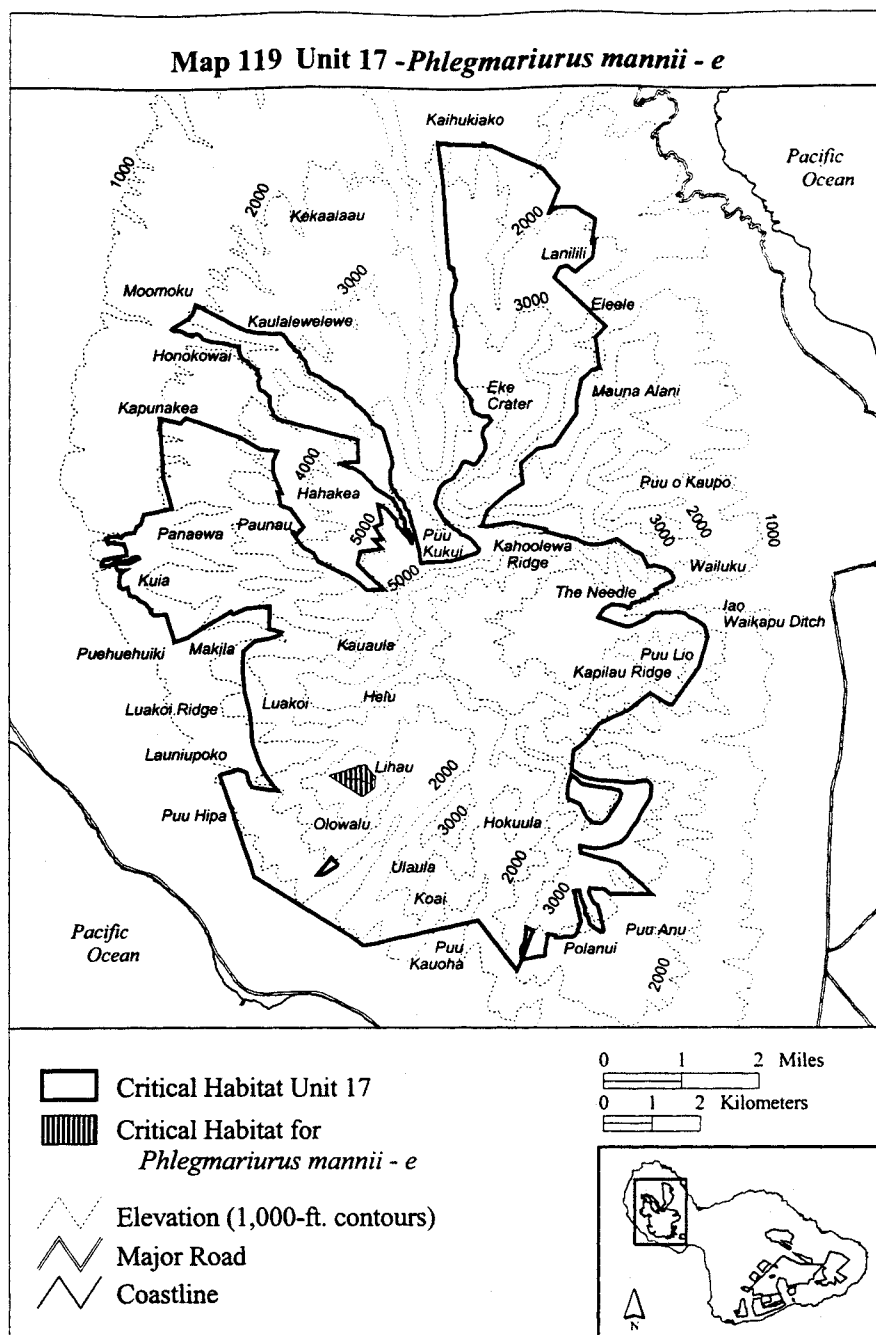 Map 119 Unit 17 -Phlegmariurus mannii - e
Kaihukiako
Pacific
Ocean
1000
2000
Kekaalaau
2000
Lanilili
3000
Moomoku
3000
Eleele
Kaulalewelewe
Honokowai
Eke
Crater
Mauna Alani
Kapunakea
4000
Hahakea
Puu o Kaupo
Panaewa
Paunau
5000
Puu
Kukui
Kahoolewa
Ridge
3000
2000
1000
Wailuku
Kuia
5000
The Needle
Iao
Waikapu Ditch
Puehuehuiki
Makila
Kauaula
Puu Lio
Kapilau Ridge
Luakoi Ridge
Luakoi
Helu
Launiupoko
Lihau
2000
Puu Hipa
Olowalu
3000
Hokuula
Ulaula
2000
Koai
3000
Pacific
Ocean
Puu
Kauoha
Polanui
Puu Anu
2000
Critical Habitat Unit 17
Critical Habitat for
Phlegmariurus mannii - e
Elevation (1,000-ft. contours)
Major Road
Coastline
0 1 2 Miles
0 1 2 Kilometers
N